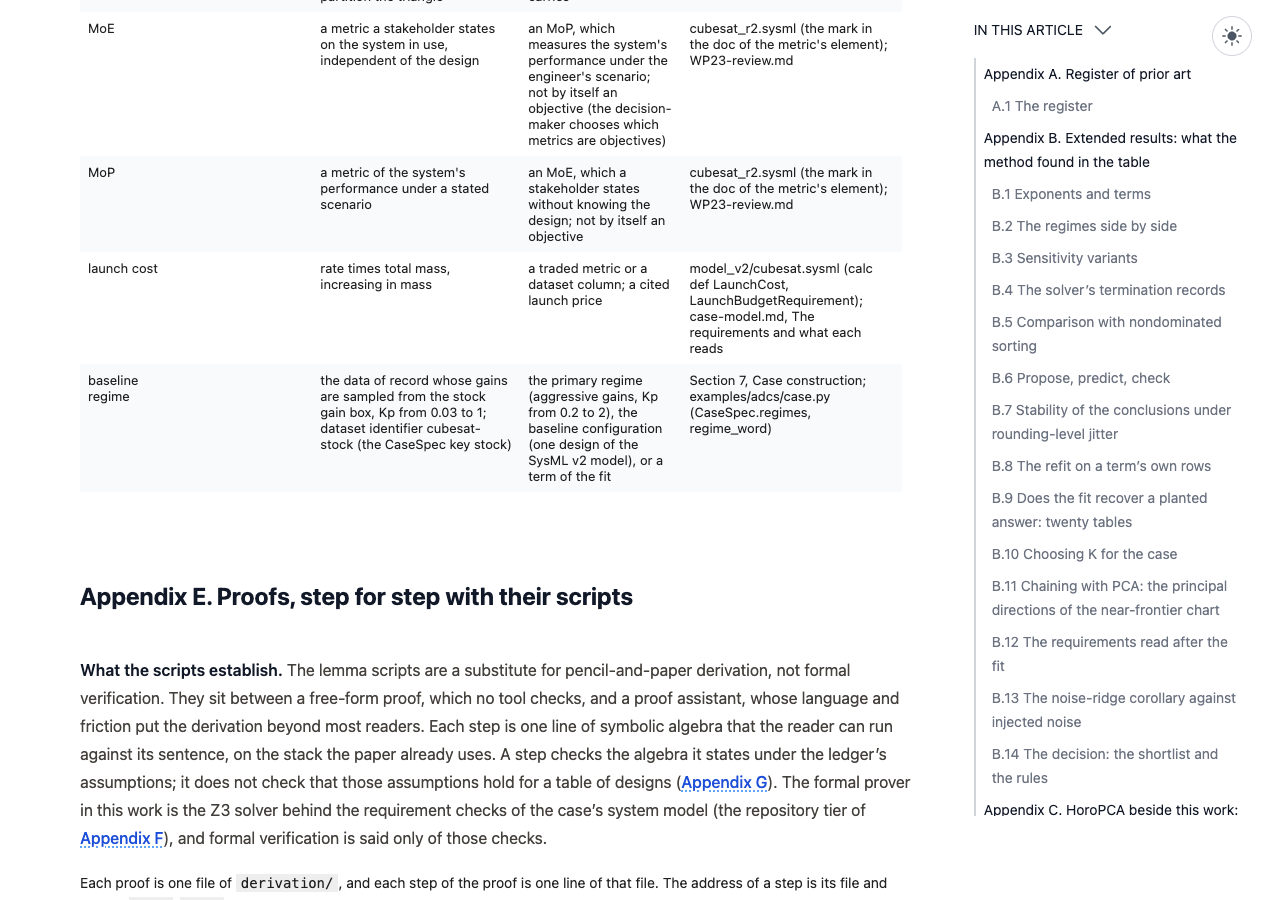 MoE
a metric a stakeholder states
on the system in use,
independent of the design
an MoP, which
measures the system's
performance under the
engineer's scenario;
not by itself an
objective (the decision-
maker chooses which
metrics are objectives)
cubesat_r2.sysml (the mark in
the doc of the metric's element);
WP23-review.md
MoP
a metric of the system's
performance under a stated
scenario
an MoE, which a
stakeholder states
without knowing the
design; not by itself an
objective
cubesat_r2.sysml (the mark in
the doc of the metric's element);
WP23-review.md
launch cost
rate times total mass,
increasing in mass
a traded metric or a
dataset column; a cited
launch price
model_v2/cubesat.sysml (calc
def LaunchCost,
LaunchBudgetRequirement);
case-model.md, The
requirements and what each
reads
baseline
regime
the data of record whose gains
are sampled from the stock
gain box, Kp from 0.03 to 1;
dataset identifier cubesat-
stock (the CaseSpec key stock)
the primary regime
(aggressive gains, Kp
from 0.2 to 2), the
baseline configuration
(one design of the
SysML v2 model), or a
term of the fit
Section 7, Case construction;
examples/adcs/case.py
(CaseSpec.regimes,
regime_word)
Appendix E. Proofs, step for step with their scripts
What the scripts establish. The lemma scripts are a substitute for pencil-and-paper derivation, not formal
verification. They sit between a free-form proof, which no tool checks, and a proof assistant, whose language and
friction put the derivation beyond most readers. Each step is one line of symbolic algebra that the reader can run
against its sentence, on the stack the paper already uses. A step checks the algebra it states under the ledger's
assumptions; it does not check that those assumptions hold for a table of designs (Appendix G). The formal prover
in this work is the Z3 solver behind the requirement checks of the case's system model (the repository tier of
Appendix F), and formal verification is said only of those checks.
Each proof is one file of derivation/, and each step of the proof is one line of that file. The address of a step is its file and
IN THIS ARTICLE
Appendix A. Register of prior art
A.1 The register
Appendix B. Extended results: what the
method found in the table
B.1 Exponents and terms
B.2 The regimes side by side
B.3 Sensitivity variants
B.4 The solver's termination records
B.5 Comparison with nondominated
sorting
B.6 Propose, predict, check
B.7 Stability of the conclusions under
rounding-level jitter
B.8 The refit on a term's own rows
B.9 Does the fit recover a planted
answer: twenty tables
B.10 Choosing K for the case
B.11 Chaining with PCA: the principal
directions of the near-frontier chart
B.12 The requirements read after the
fit
B.13 The noise-ridge corollary against
injected noise
B.14 The decision: the shortlist and
the rules
Appendix C. HoroPCA beside this work: